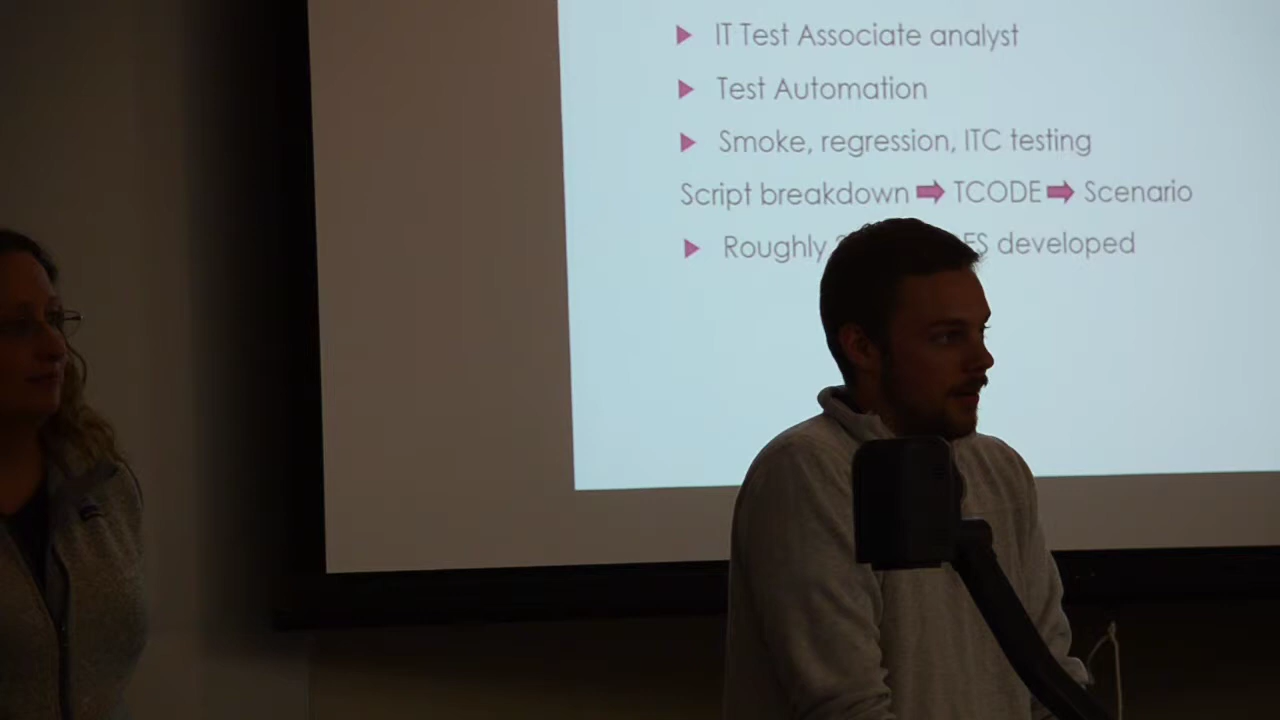 IT Test Associate analyst
Test Automation
Smoke, regression, ITC testing
Script breakdown TCODE Scenario
Roughly developed